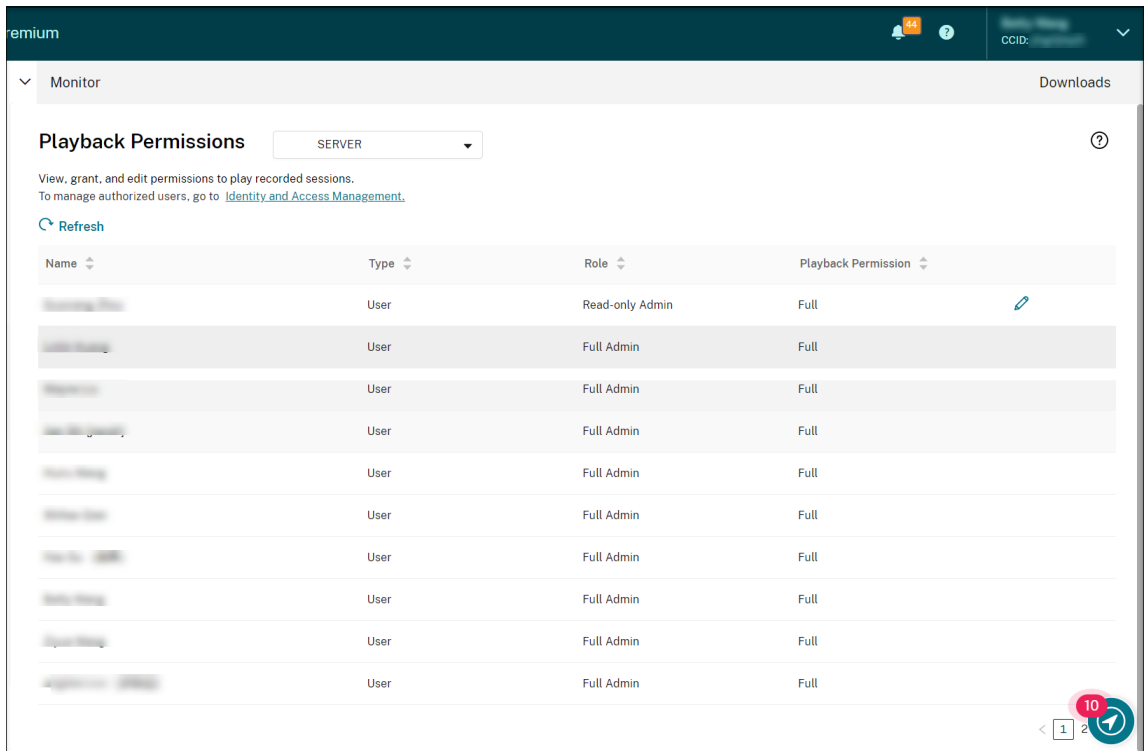 remium
44
CCID:
Monitor Downloads
Playback Permissions SERVER
View, grant, and edit permissions to play recorded sessions.
To manage authorized users, go to Identity and Access Management.
Refresh
Name Type Role Playback Permission
User Read-only Admin Full
User Full Admin Full
User Full Admin Full
User Full Admin Full
User Full Admin Full
User Full Admin Full
User Full Admin Full
User Full Admin Full
User Full Admin Full
User Full Admin Full
10
< 1 2